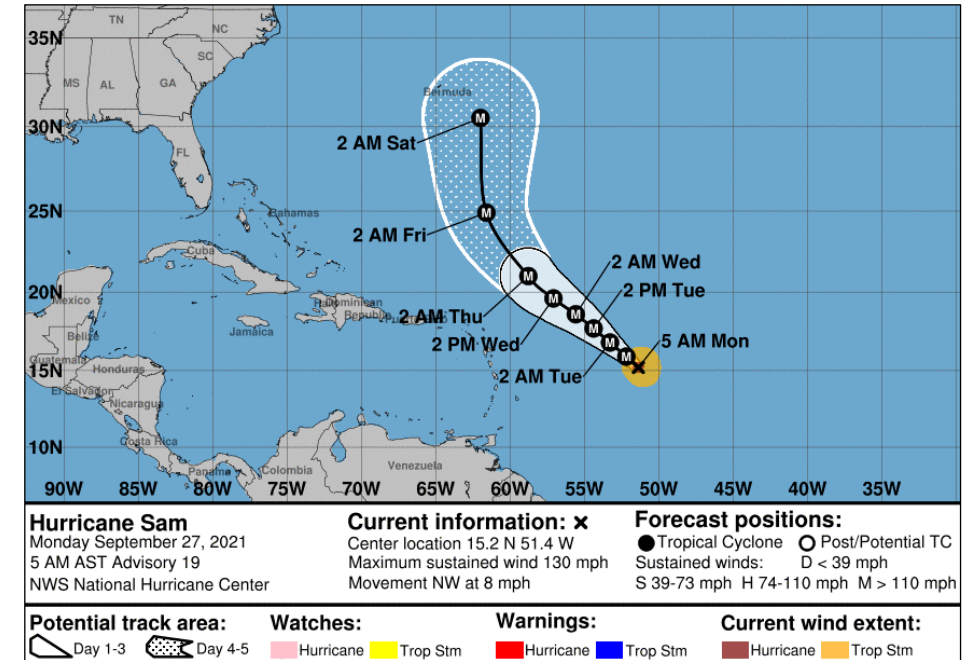 TN
NC
35N
SC
MS AL GA
Bermuda
30N
2 AM Sat
FL
25N
Bahamas
2 AM Fri
Cuba
2 AM Wed
20N
Mexico
Dominican
2 PM Tue
Republic
2 AM Thu
Jamaica
Belize
2 PM Wed
5 AM Mon
Guatemala
15N
Honduras
2 AM Tue
El Salvador
Nicaragua
10N
Costa Rica
Panama
Colombia
Venezuela
M
M
M
M
M
M
M
M
90W 85W 80W 75W 70W 65W 60W 55W 50W 45W 40W 35W
Hurricane Sam
Monday September 27, 2021
5 AM AST Advisory 19
NWS National Hurricane Center
Current information: x
Center location 15.2 N 51.4 W
Maximum sustained wind 130 mph
Movement NW at 8 mph
Forecast positions:
Tropical Cyclone Post/Potential TC
Sustained winds: D < 39 mph
S 39-73 mph H 74-110 mph M > 110 mph
Potential track area:
Day 1-3 Day 4-5
Watches:
Hurricane Trop Stm
Warnings:
Hurricane Trop Stm
Current wind extent:
Hurricane Trop Stm